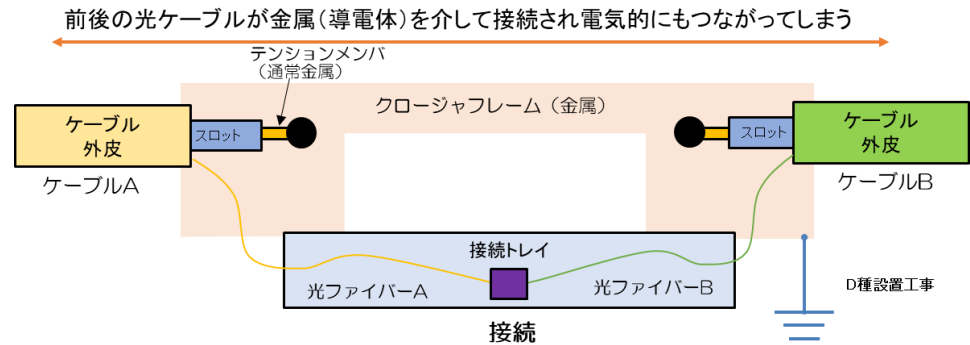 前後の光ケーブルが金属（導電体）を介して接続され電気的にもつながってしまう
テンションメンバ
（通常金属）
クロージャフレーム（金属）
ケーブル
外皮
スロット
スロット
ケーブル
外皮
ケーブルA
ケーブルB
接続トレイ
光ファイバーA
光ファイバーB
D種設置工事
接続